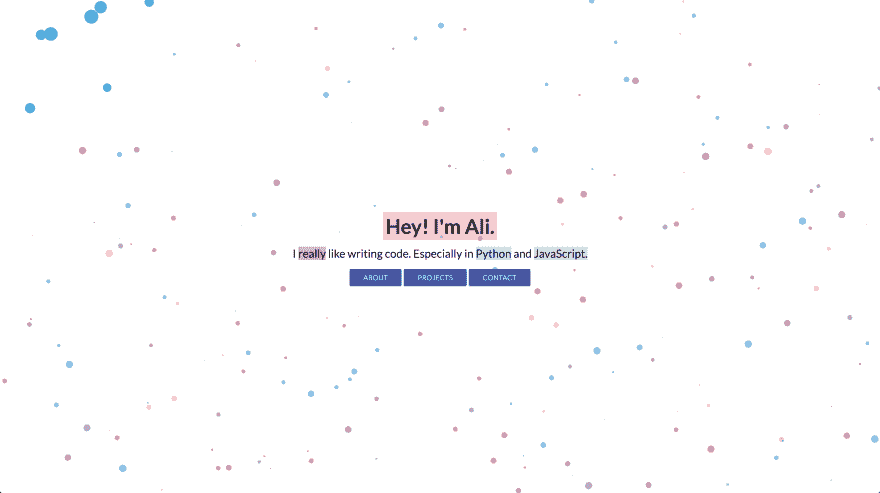 Hey! I'm Ali.
I really like writing code. Especially in Python and JavaScript.
ABOUT PROJECTS CONTACT